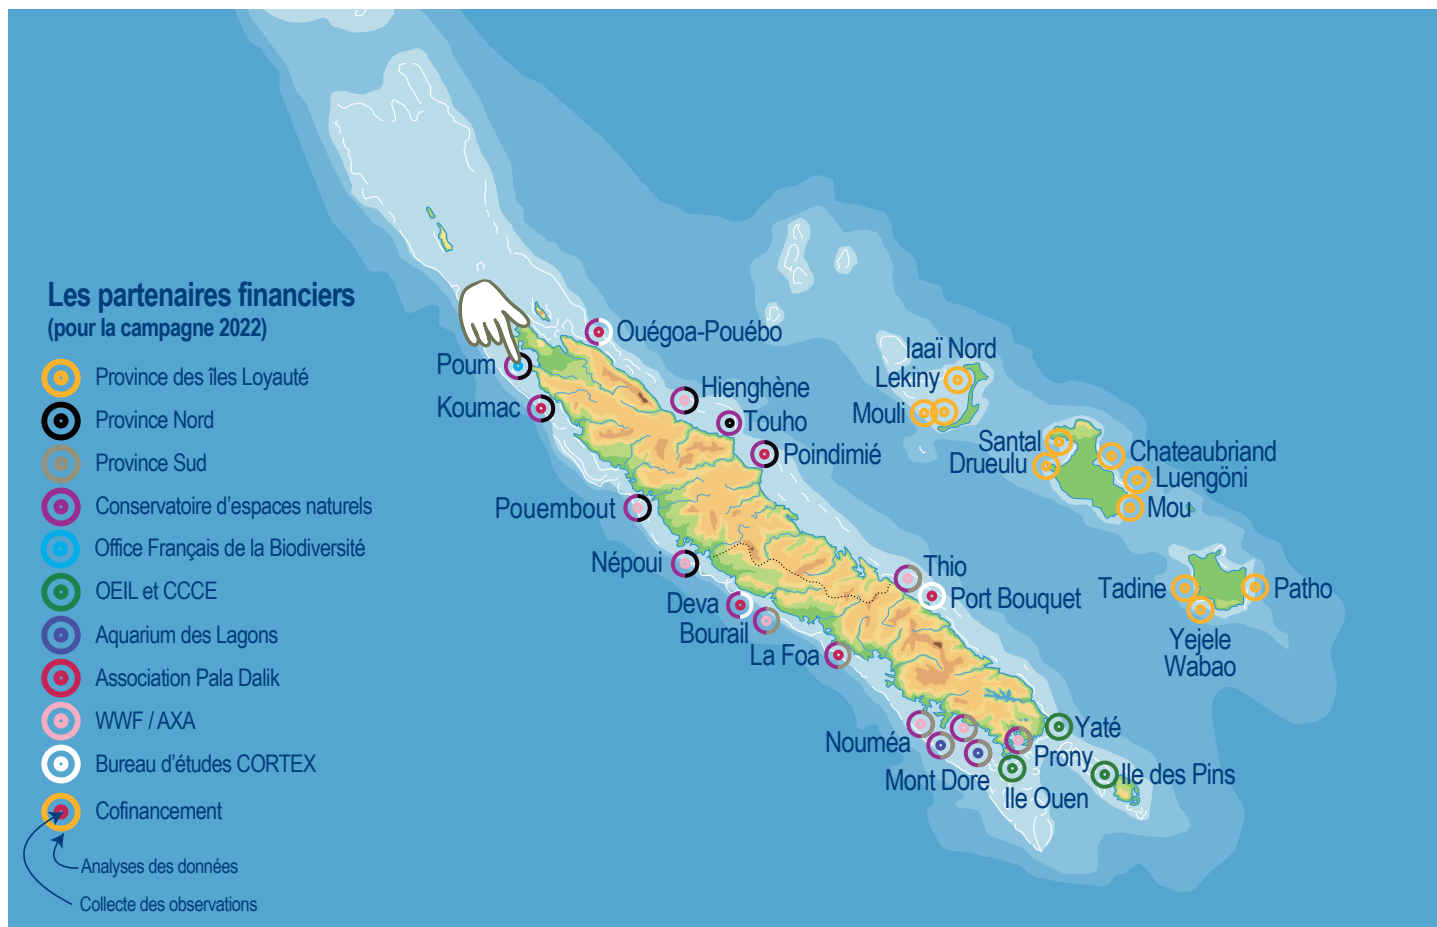 Les partenaires financiers
(pour la campagne 2022)
Province des îles Loyauté
Province Nord
Province Sud
Conservatoire d'espaces naturels
Office Français de la Biodiversité
OEIL et CCCE
Aquarium des Lagons
Association Pala Dalik
WWF / AXA
Bureau d'études CORTEX
Cofinancement
Analyses des données
Collecte des observations
Ouégoa-Pouébo
Poum
Koumac
Hienghène
Touho
Poindimié
Pouembout
Népoui
Deva
Bourail
La Foa
Thio
Port Bouquet
Nouméa
Mont Dore
Prony
Ile Ouen
Yaté
Ile des Pins
Iaaï Nord
Lekiny
Mouli
Santal
Drueulu
Chateaubriand
Luengöni
Mou
Tadine
Patho
Yejele
Wabao